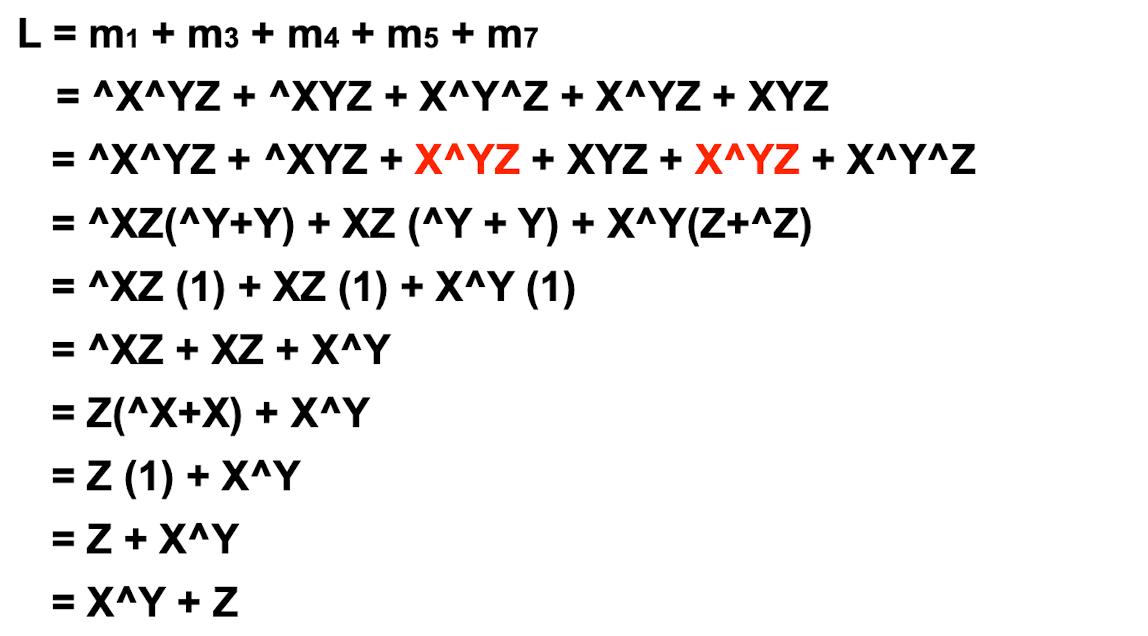 L = m1 + m3 + m4 + m5 + m7
= ^X^YZ + ^XYZ + X^Y^Z + X^YZ + XYZ
= ^X^YZ + ^XYZ + X^YZ + XYZ + X^YZ + X^Y^Z
= ^XZ(^Y+Y) + XZ (^Y + Y) + X^Y(Z+^Z)
= ^XZ (1) + XZ (1) + X^Y (1)
= ^XZ + XZ + X^Y
= Z(^X+X) + X^Y
= Z (1) + X^Y
= Z + X^Y
= X^Y + Z